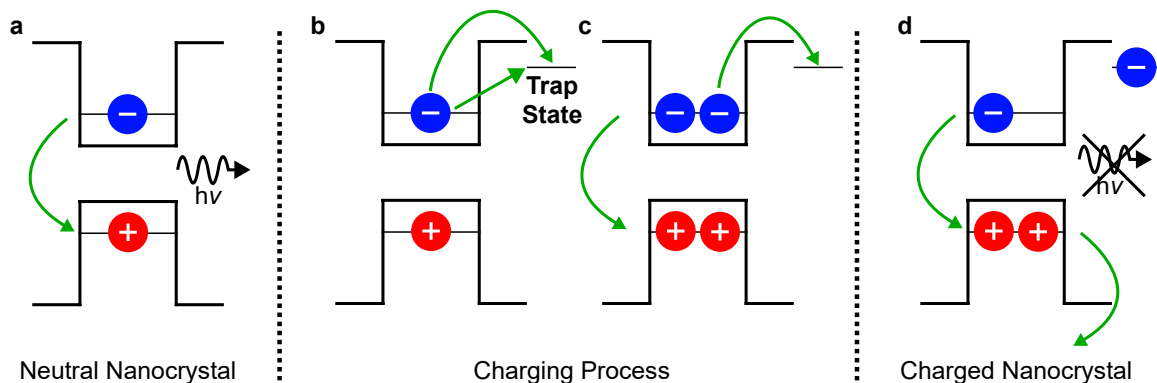 a
b
c
d
Trap
State
hν
hν
− − − − − −
+ + + + + +
Neutral Nanocrystal
Charging Process
Charged Nanocrystal